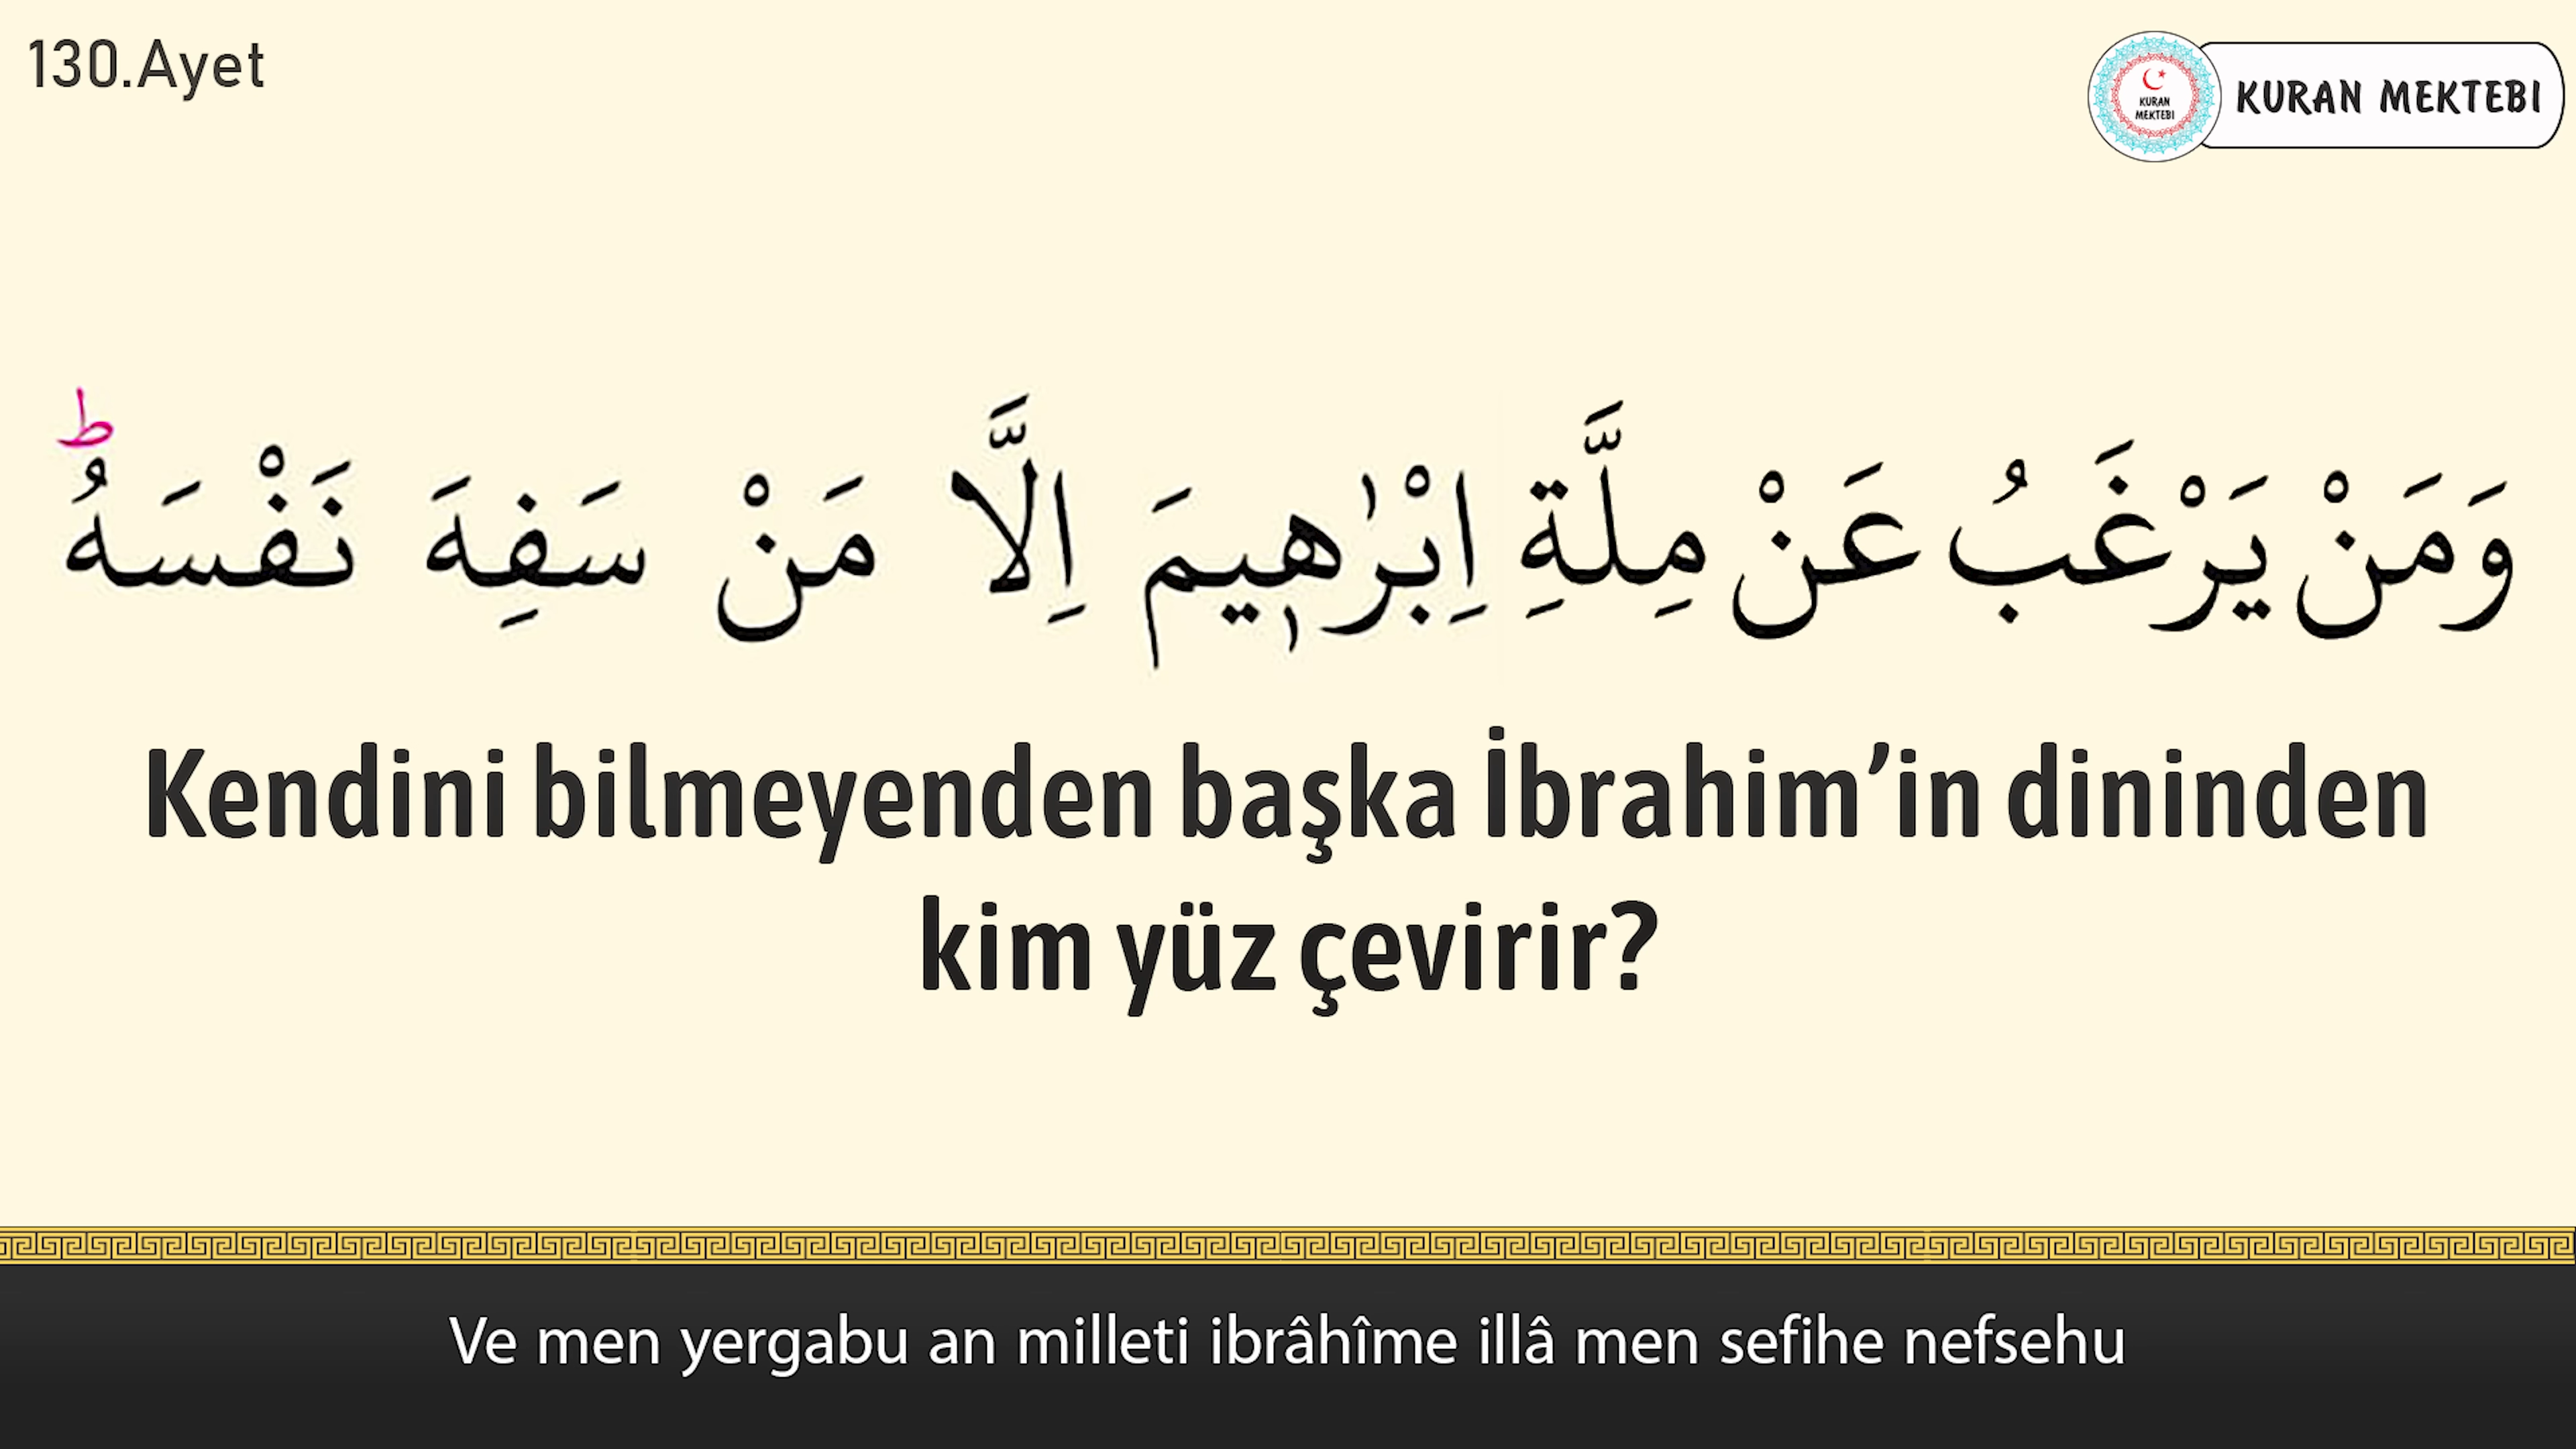 130.Ayet
KURAN
MEKTEBI
KURAN MEKTEBI
وَمَنْ يَرْغَبُ عَنْ مِلَّةِ اِبْرٰه۪يمَ اِلَّا مَنْ سَفِهَ نَفْسَهُۜ
Kendini bilmeyenden başka İbrahim’in dininden
kim yüz çevirir?
Ve men yergabu an milleti ibrâhîme illâ men sefihe nefsehu